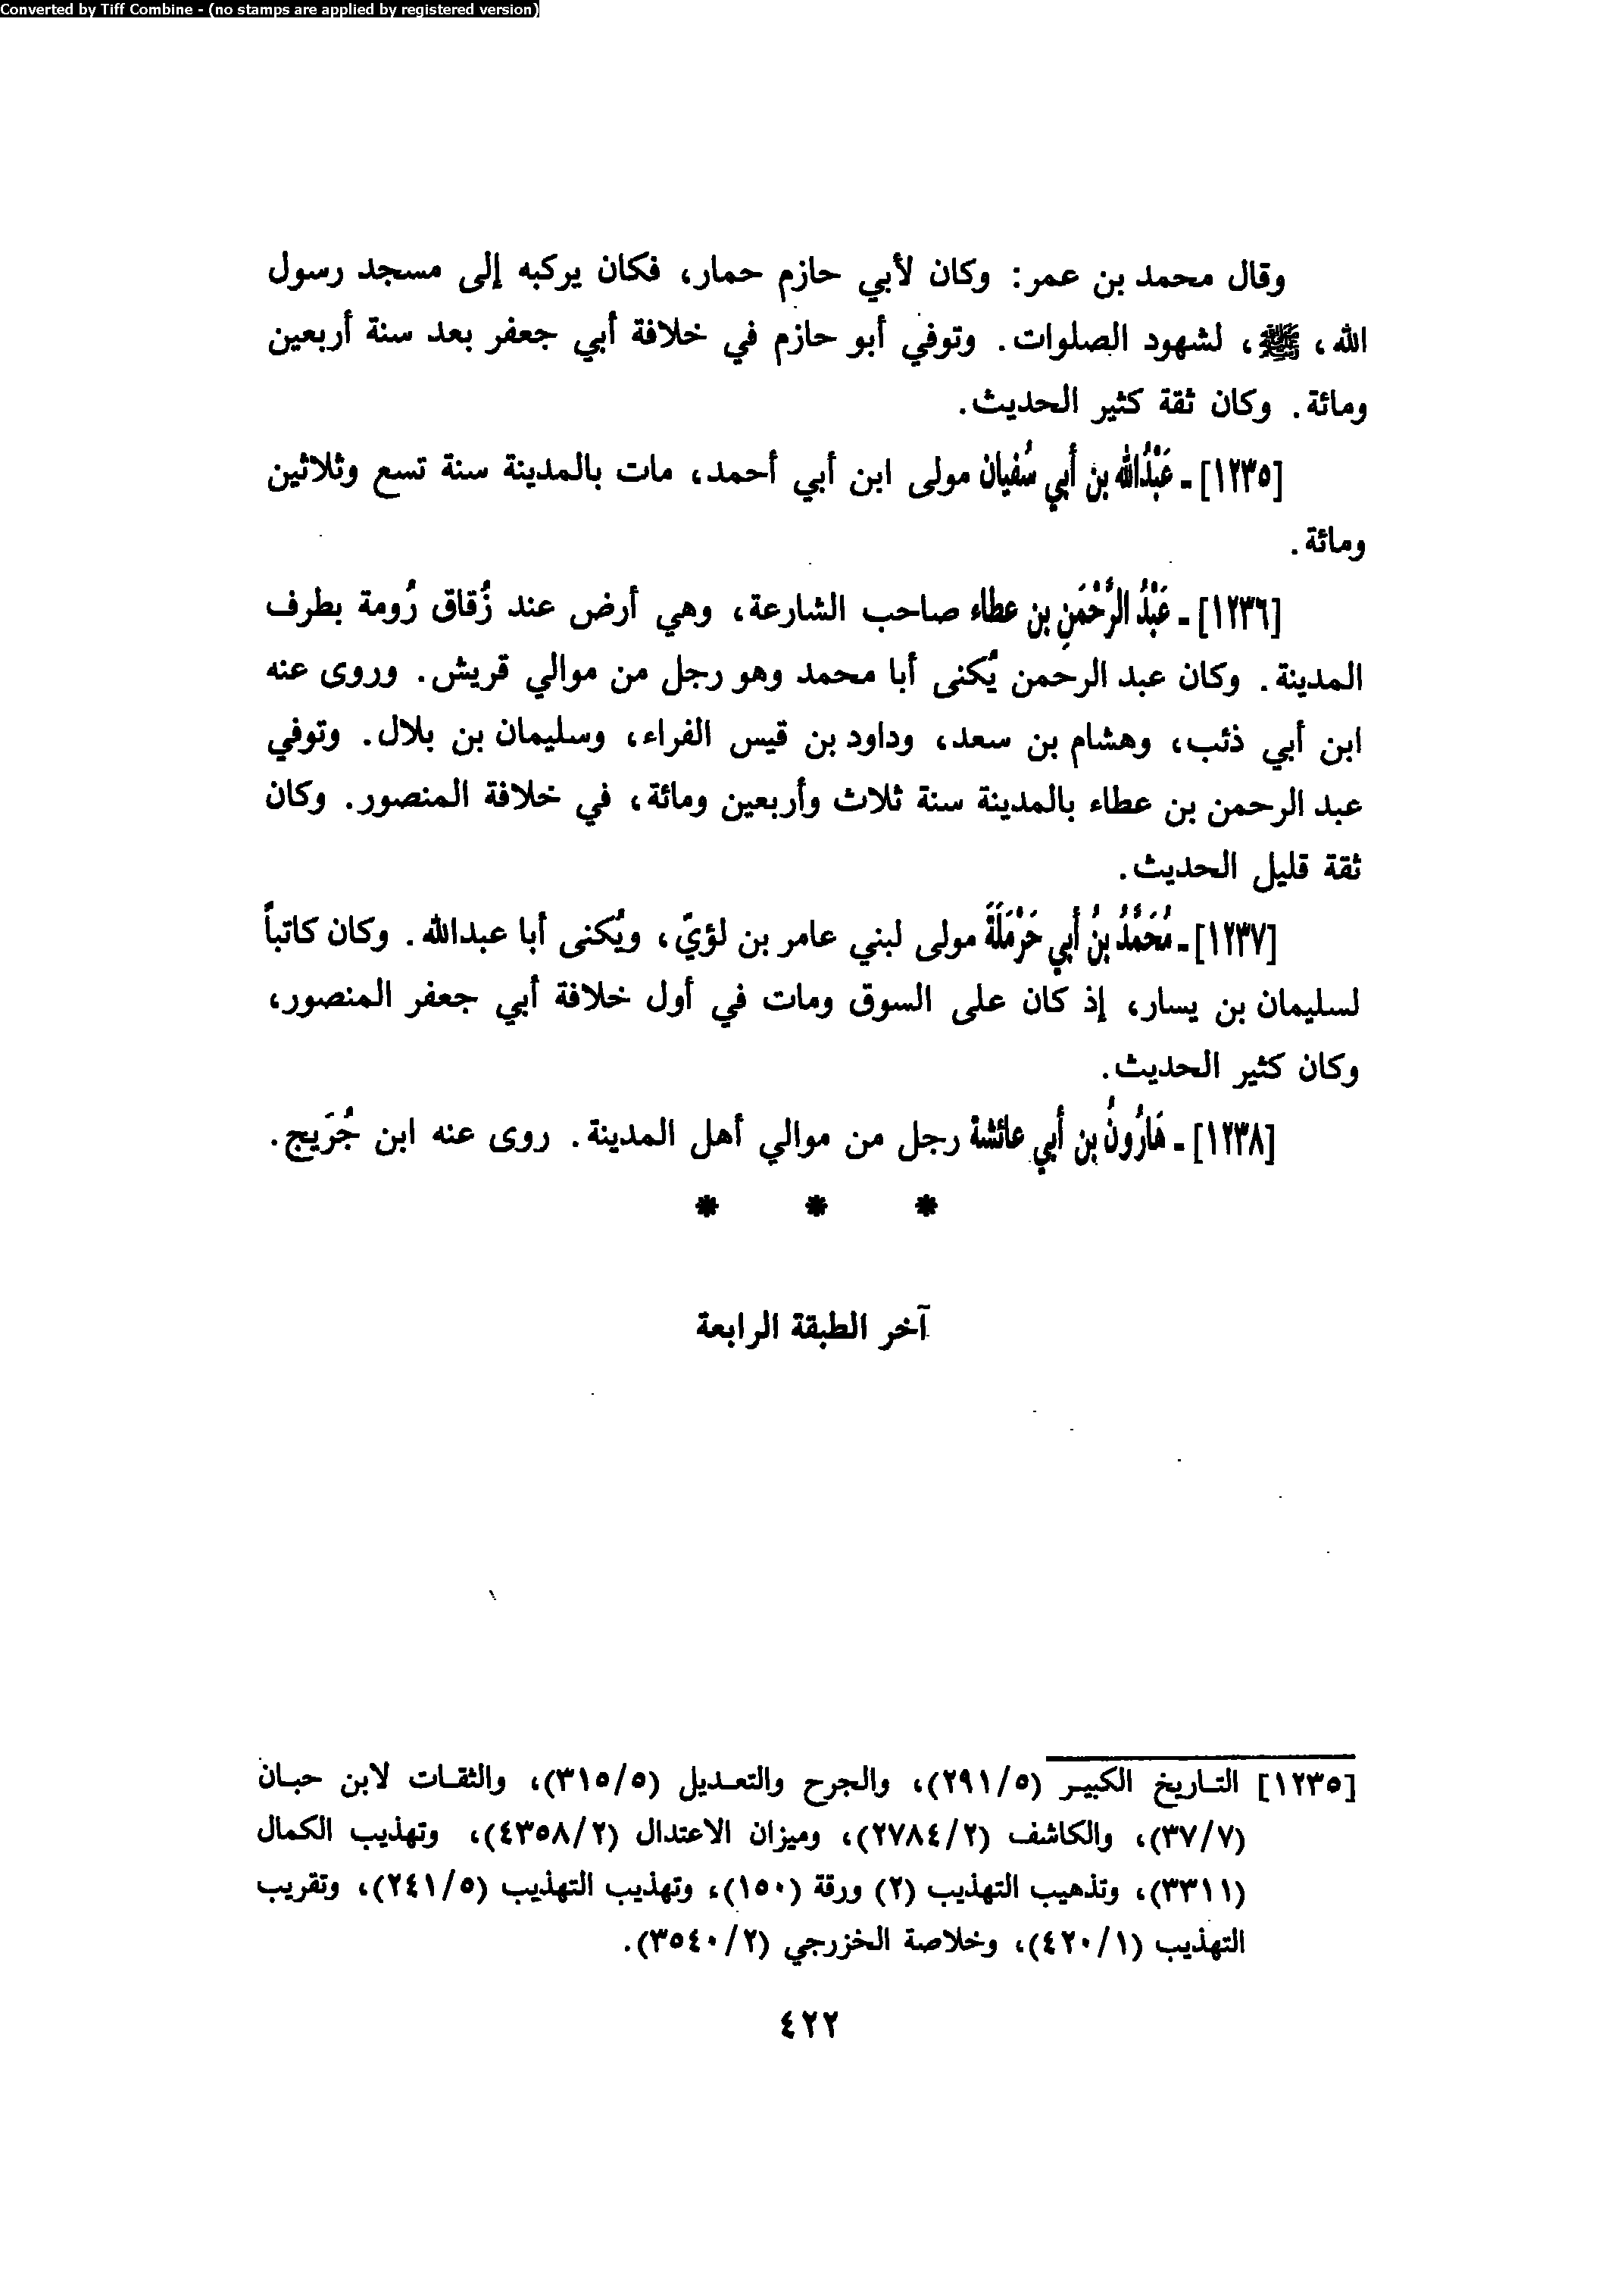 Converted by Tiff Combine - (no stamps are applied by registered version)
وقال محمد بن عمر: وكان لأبي حازم حمار، فكان يركبه إلى مسجد رسول
الله، ﷺ، لشهود الصلوات. وتوفي أبو حازم في خلافة أبي جعفر بعد سنة أربعين
ومائة. وكان ثقة كثير الحديث.
[١٢٣٥] ـ عَبْدُالله بن أَبي سُفيان مولى ابن أبي أحمد، مات بالمدينة سنة تسع وثلاثين
ومائة.
[١٢٣٦] ـ عَبْدُ الرَّحْمَنِ بن عطاء صاحب الشارعة، وهي أرض عند زُقاق رُومة بطرف
المدينة. وكان عبد الرحمن يُكنى أبا محمد وهو رجل من موالي قريش. وروى عنه
ابن أبي ذئب، وهشام بن سعد، وداود بن قيس الفراء، وسليمان بن بلال. وتوفي
عبد الرحمن بن عطاء بالمدينة سنة ثلاث وأربعين ومائة، في خلافة المنصور. وكان
ثقة قليل الحديث.
[١٢٣٧] ـ مُحَمَّدُ بنُ أَبي حَرْمَلَةَ مولى لبني عامر بن لؤيّ، ويُكنى أبا عبدالله. وكان كاتباً
لسليمان بن يسار، إذ كان على السوق ومات في أول خلافة أبي جعفر المنصور،
وكان كثير الحديث.
[١٢٣٨] ـ هَارُونُ بن أَبي عائشة رجل من موالي أهل المدينة. روى عنه ابن جُرَيج.
* * *
آخر الطبقة الرابعة
[١٢٣٥] التاريخ الكبير (٢٩١/٥)، والجرح والتعديل (٣١٥/٥)، والثقات لابن حبان
(٣٧/٧)، والكاشف (٢٧٨٤/٢)، وميزان الاعتدال (٤٣٥٨/٢)، وتهذيب الكمال
(٣٣١١)، وتذهيب التهذيب (٢) ورقة (١٥٠)، وتهذيب التهذيب (٢٤١/٥)، وتقريب
التهذيب (٤٢٠/١)، وخلاصة الخزرجي (٣٥٤٠/٢).
٤٢٢